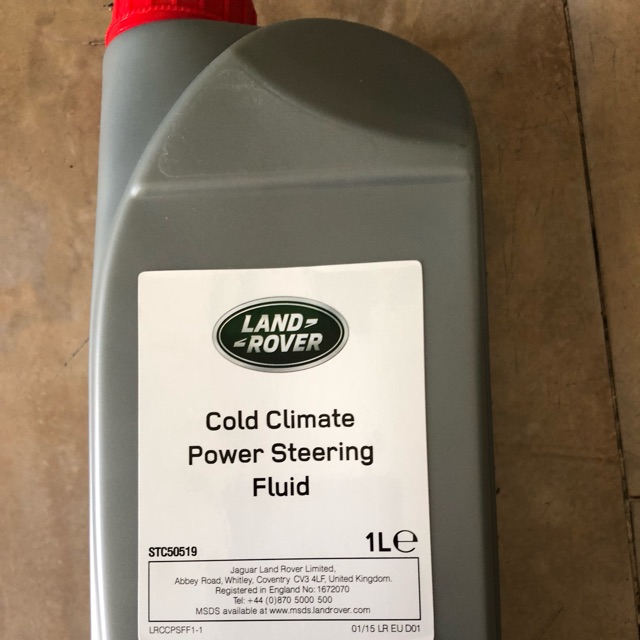 LAND
ROVER
Cold Climate
Power Steering
Fluid
STC50519 1L℮
Jaguar Land Rover Limited,
Abbey Road, Whitley, Coventry CV3 4LF, United Kingdom.
Registered in England No: 1672070
Tel: +44 (0)870 5000 500
MSDS available at www.msds.landrover.com
LRCCPSFF1-1 01/15 LR EU D01